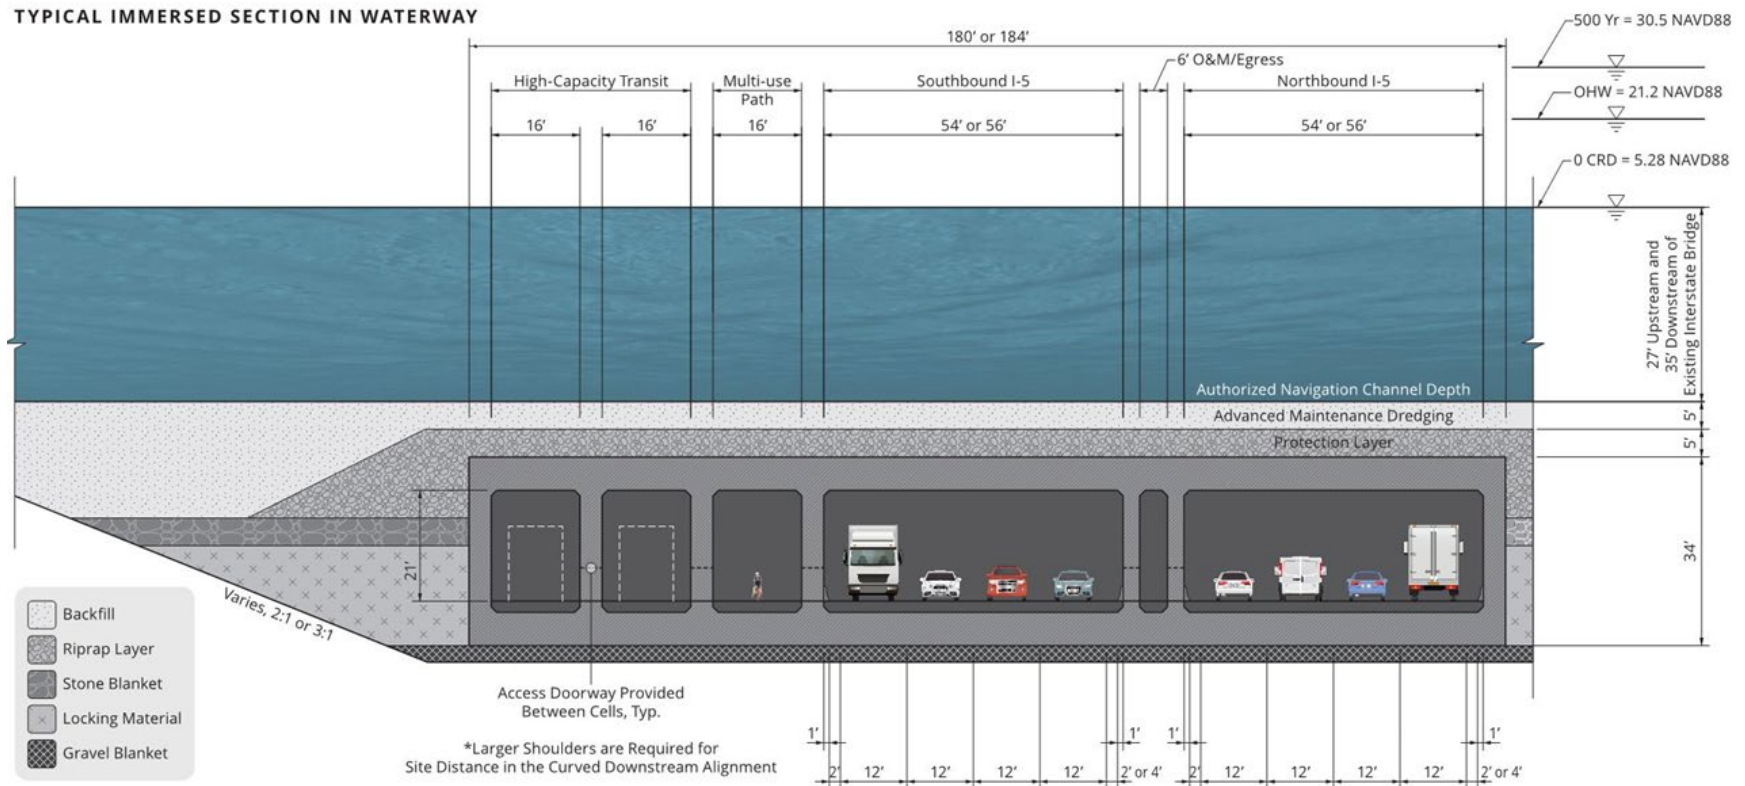 TYPICAL IMMERSED SECTION IN WATERWAY
500 Yr = 30.5 NAVD88
180’ or 184’
6’ O&M/Egress
High-Capacity Transit
Multi-use
Path
Southbound I-5
Northbound I-5
OHW = 21.2 NAVD88
16’
16’
16’
54’ or 56’
54’ or 56’
0 CRD = 5.28 NAVD88
27’ Upstream and
35’ Downstream of
Existing Interstate Bridge
Authorized Navigation Channel Depth
Advanced Maintenance Dredging
5’
Protection Layer
5’
21’
34’
Varies, 2:1 or 3:1
Backfill
Riprap Layer
Stone Blanket
Locking Material
Gravel Blanket
Access Doorway Provided
Between Cells, Typ.
*Larger Shoulders are Required for
Site Distance in the Curved Downstream Alignment
1’
1’
1’
1’
2’
12’
12’
12’
12’
2’ or 4’
2’
12’
12’
12’
12’
2’ or 4’